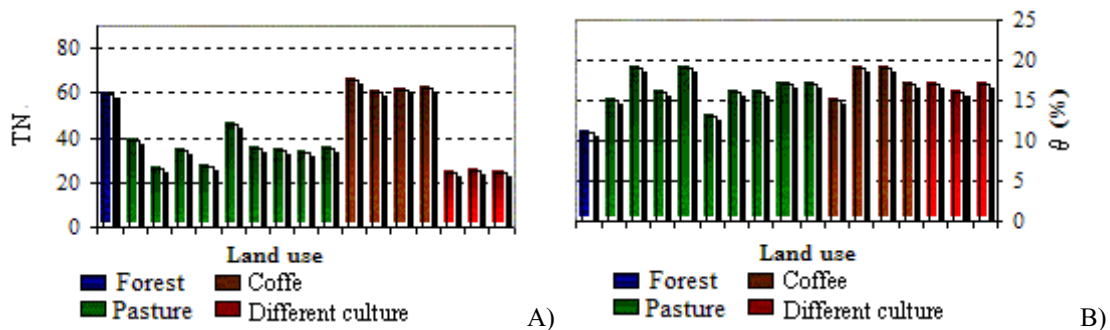 80
60
40
20
0
TN
Land use
Forest
Coffe
Pasture
Different culture
A)
25
20
15
10
5
0
θ (%)
Land use
Forest
Coffee
Pasture
Different culture
B)